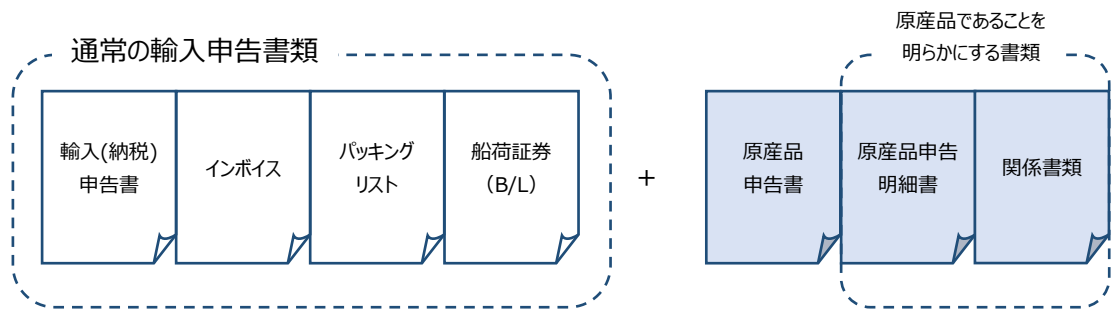 通常の輸入申告書類
輸入(納税)
申告書
インボイス
パッキング
リスト
船荷証券
（B/L）
+
原産品であることを
明らかにする書類
原産品
申告書
原産品申告
明細書
関係書類